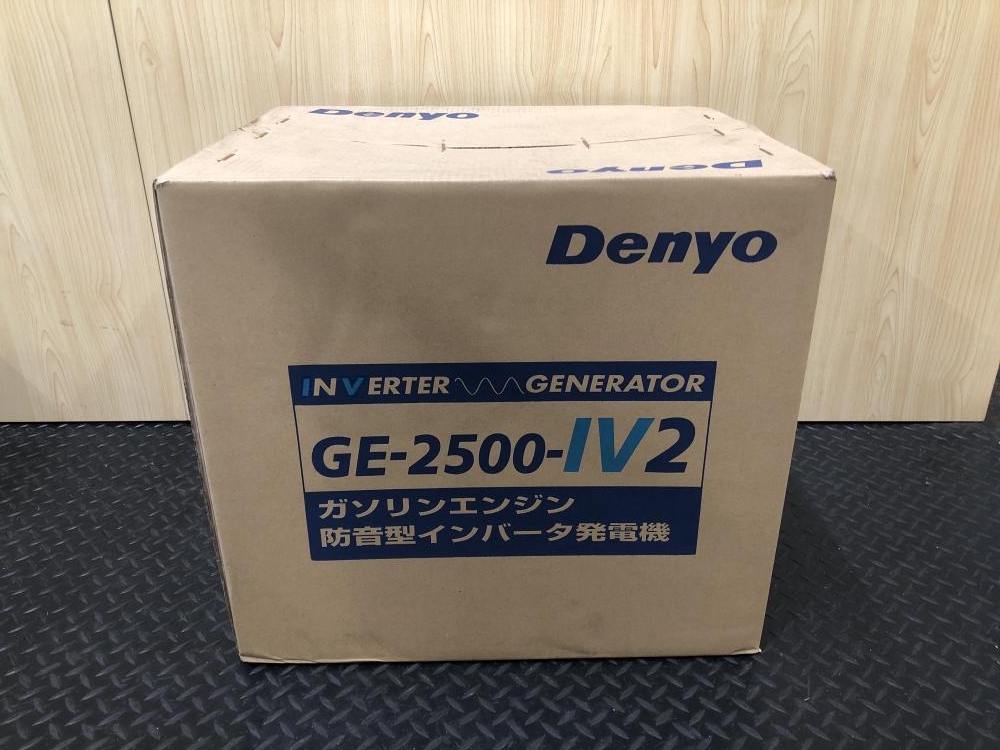 Denyo
Denyo
Denyo
INVERTER GENERATOR
GE-2500-IV2
ガソリンエンジン
防音型インバータ発電機